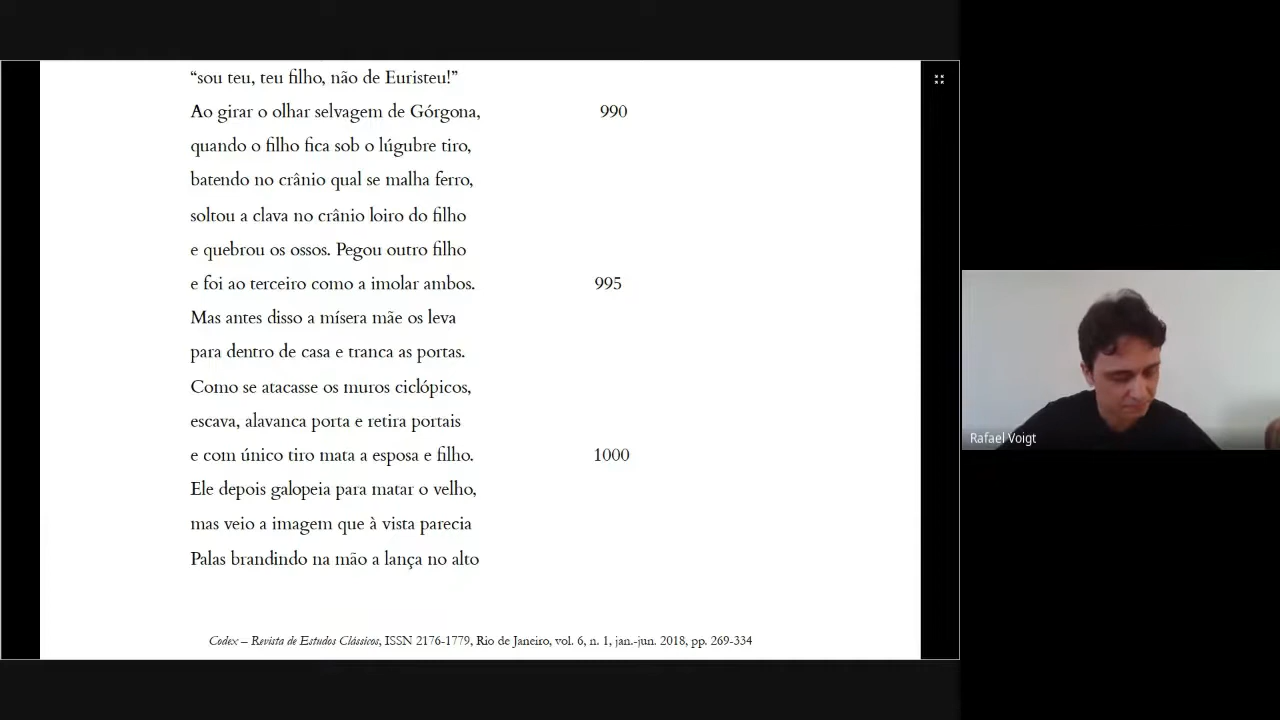 “sou teu, teu filho, não de Euristeu!”
Ao girar o olhar selvagem de Górgona, 990
quando o filho fica sob o lúgubre tiro,
batendo no crânio qual se malha ferro,
soltou a clava no crânio loiro do filho
e quebrou os ossos. Pegou outro filho
e foi ao terceiro como a imolar ambos. 995
Mas antes disso a mísera mãe os leva
para dentro de casa e tranca as portas.
Como se atacasse os muros ciclópicos,
escava, alavanca porta e retira portais
e com único tiro mata a esposa e filho. 1000
Ele depois galopeia para matar o velho,
mas veio a imagem que à vista parecia
Palas brandindo na mão a lança no alto
Codex – Revista de Estudos Clássicos, ISSN 2176-1779, Rio de Janeiro, vol. 6, n. 1, jan.-jun. 2018, pp. 269-334
Rafael Voigt